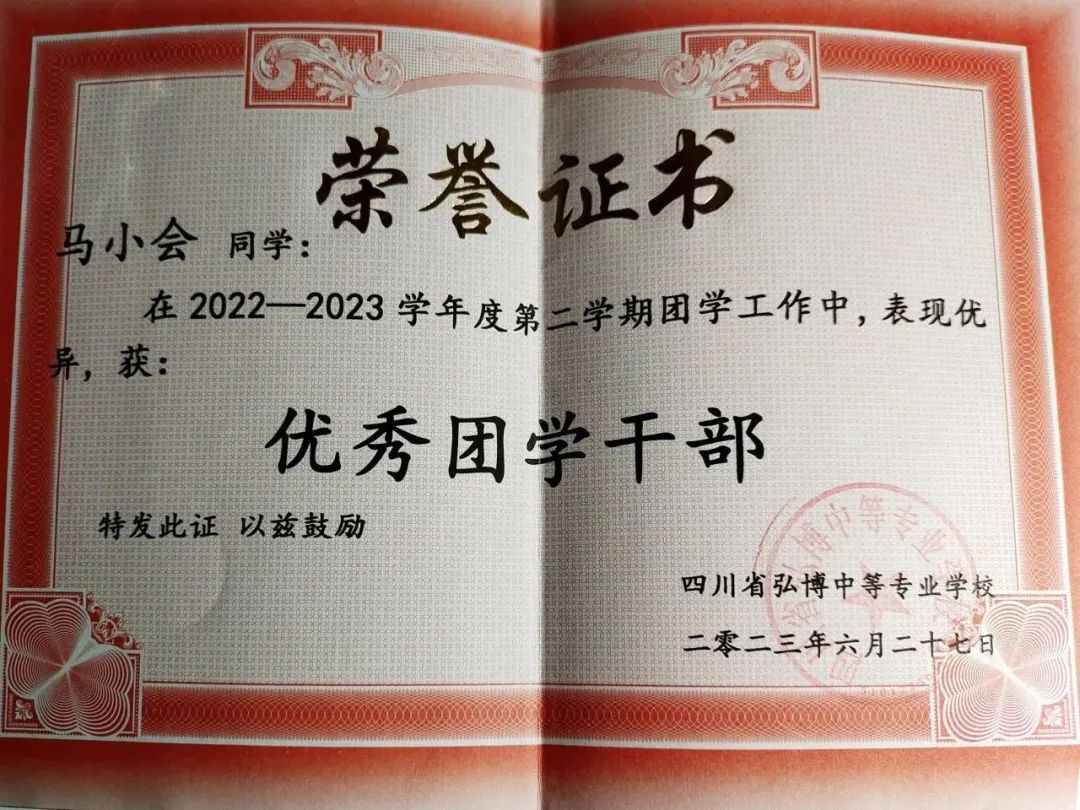 荣誉证书
马小会 同学：
在 2022—2023 学年度第二学期团学工作中，表现优
异，获：
优秀团学干部
特发此证 以兹鼓励
四川省弘博中等专业学校
二零二三年六月二十七日